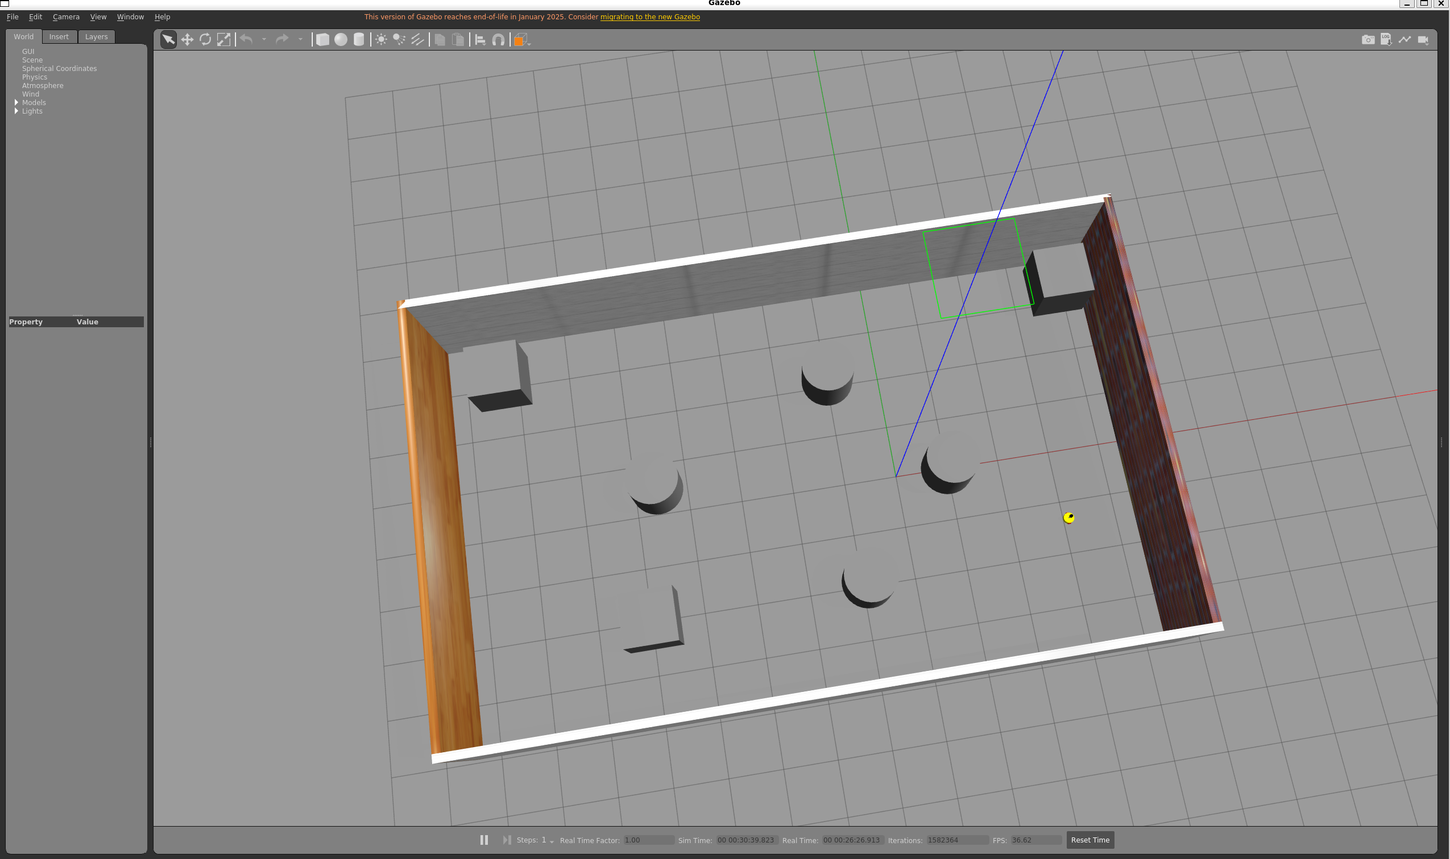 Gazebo
File Edit Camera View Window Help
This version of Gazebo reaches end-of-life in January 2025. Consider migrating to the new Gazebo
World Insert Layers
GUI
Scene
Spherical Coordinates
Physics
Atmosphere
Wind
Models
Lights
Property Value
Steps: 1 Real Time Factor: 1.00 Sim Time: 00 00:30:39.823 Real Time: 00 00:26:26.913 Iterations: 1582364 FPS: 36.62 Reset Time